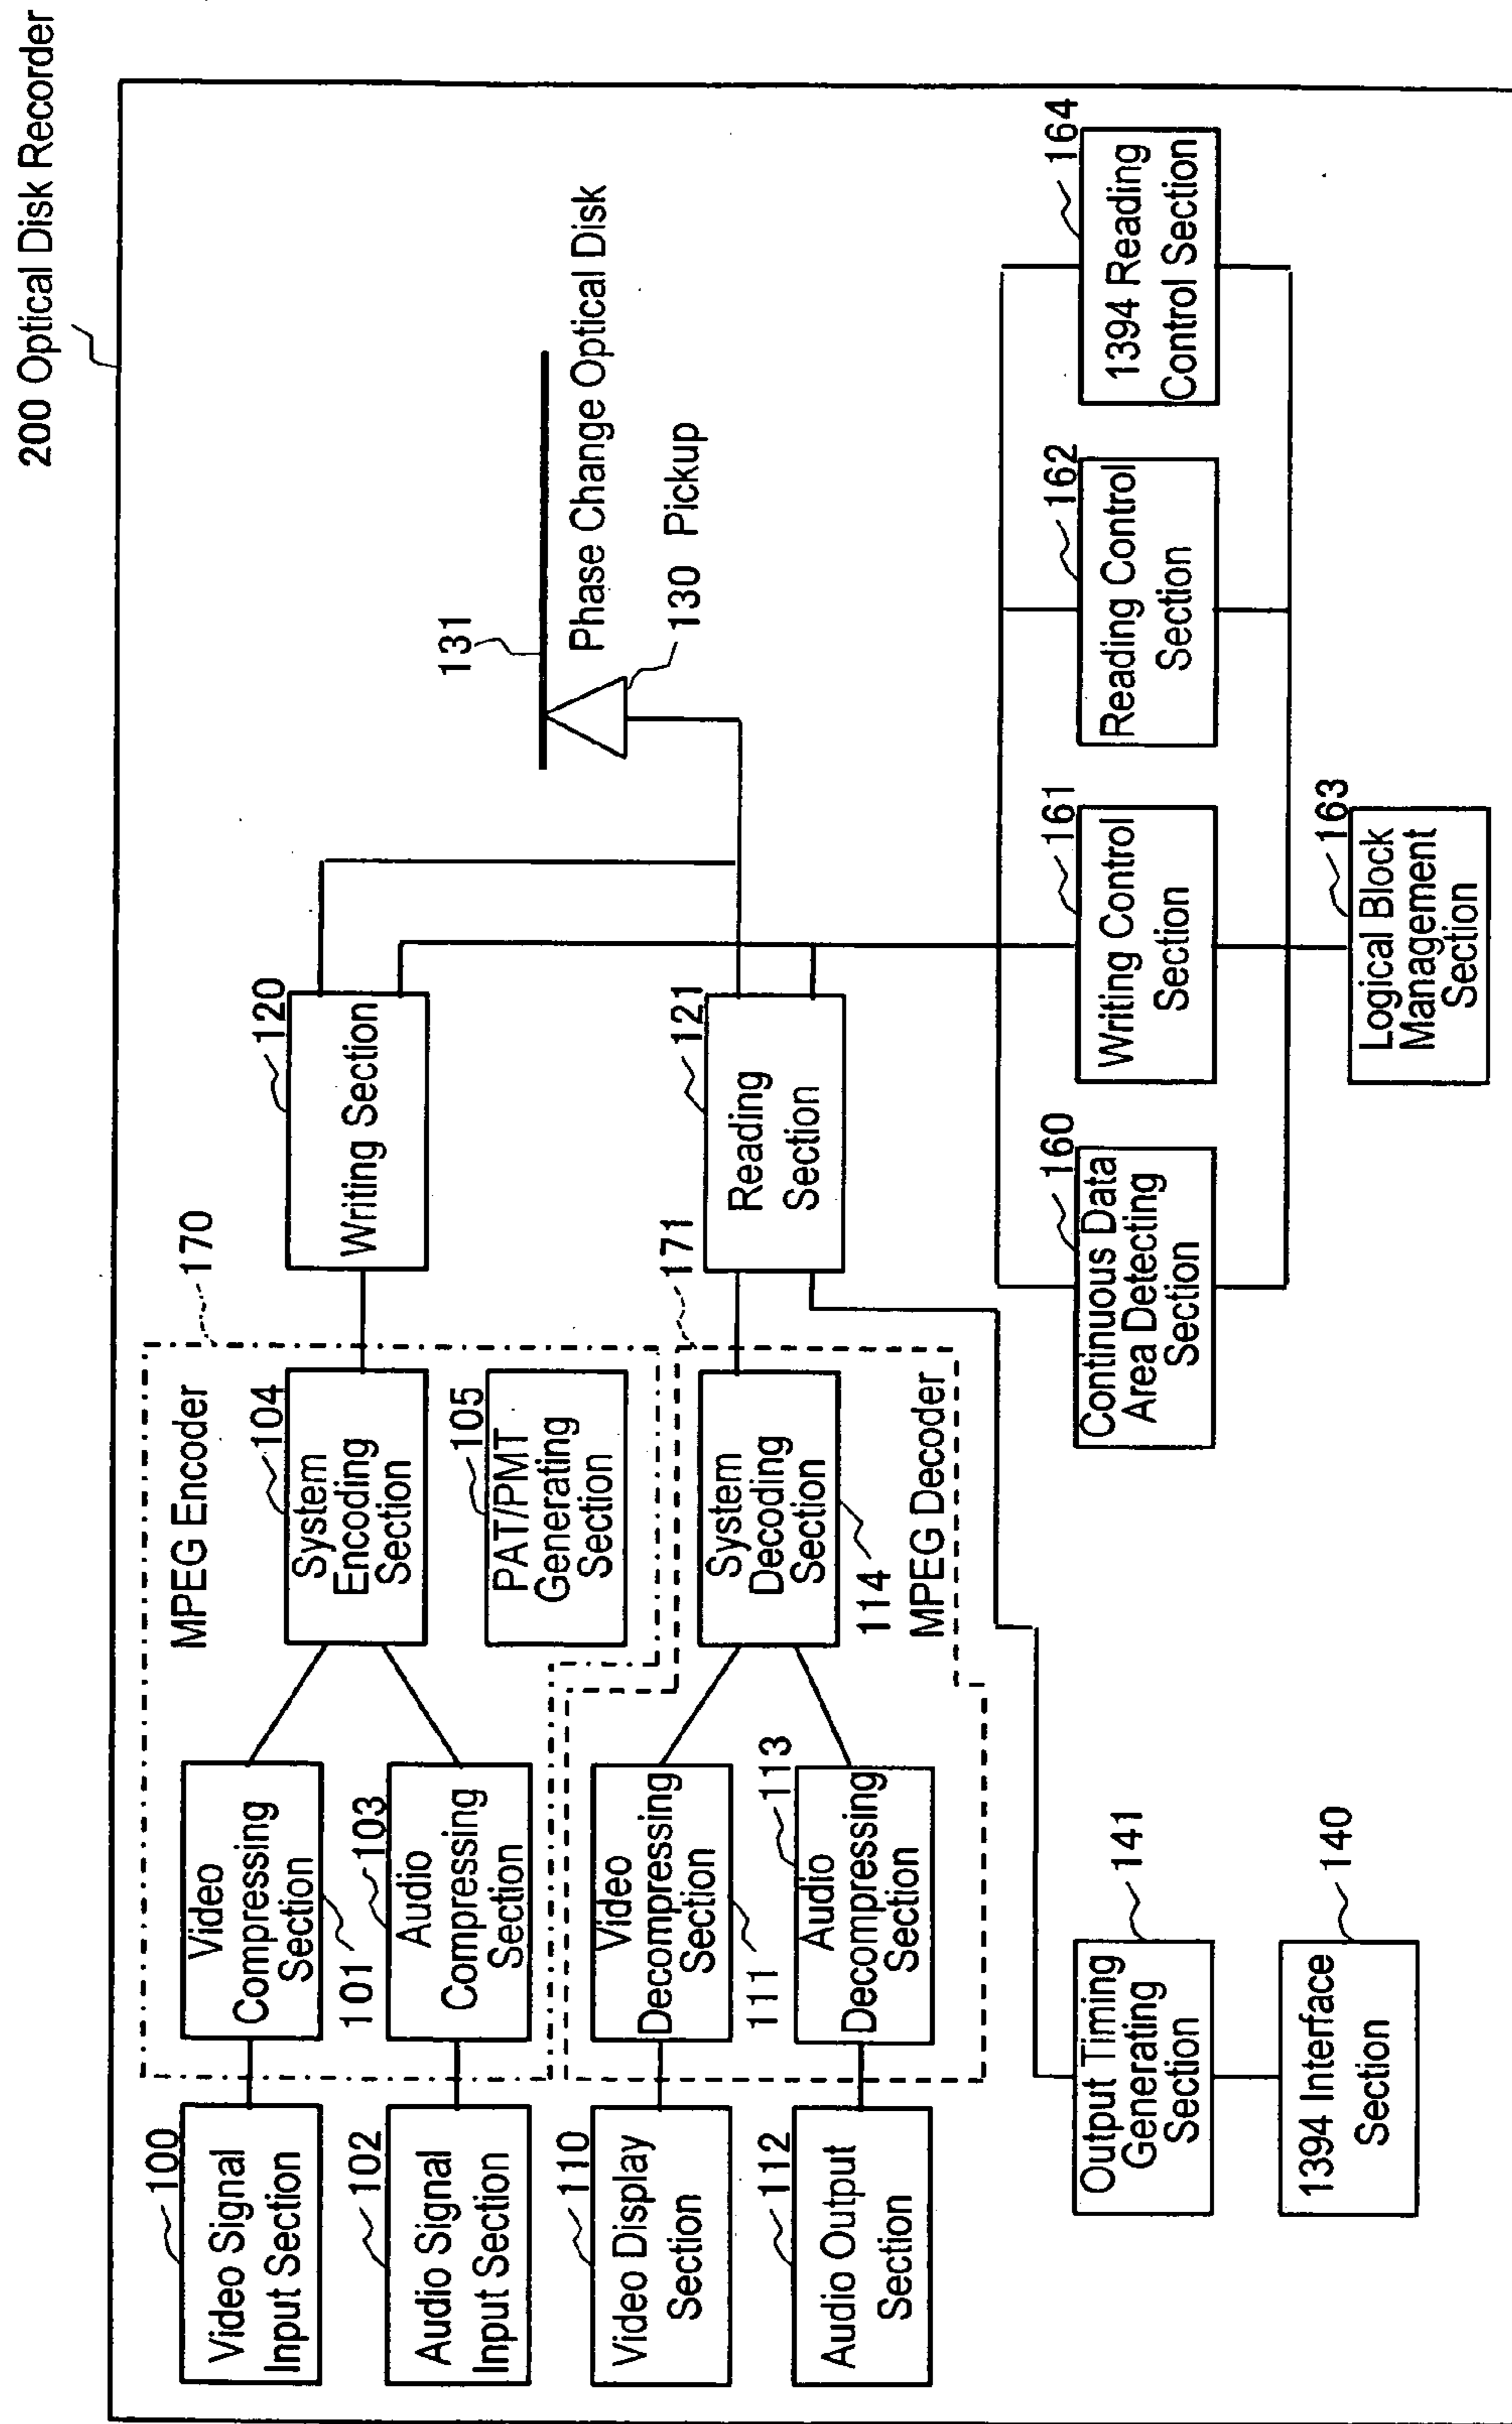 200 Optical Disk Recorder
100
Video Signal
Input Section
102
Audio Signal
Input Section
110
Video Display
Section
112
Audio Output
Section
MPEG Encoder
170
Video
Compressing
Section
101
103
Audio
Compressing
Section
104
System
Encoding
Section
105
PAT/PMT
Generating
Section
171
Video
Decompressing
Section
111
113
Audio
Decompressing
Section
System
Decoding
Section
114
MPEG Decoder
120
Writing Section
121
Reading
Section
131
Phase Change Optical Disk
130 Pickup
141
Output Timing
Generating
Section
140
1394 Interface
Section
160
Continuous Data
Area Detecting
Section
161
Writing Control
Section
162
Reading Control
Section
164
1394 Reading
Control Section
163
Logical Block
Management
Section